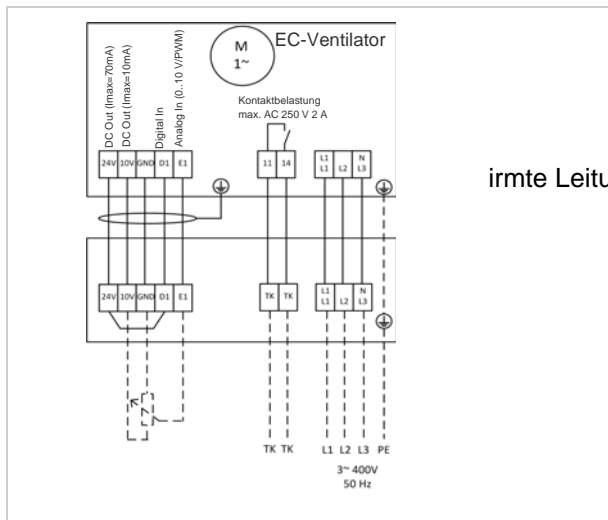 EC-Ventilator
M
1~
DC Out (Imax=70mA)
DC Out (Imax=10mA)
Digital In
Analog In (0..10 V/PWM)
Kontaktbelastung
max. AC 250 V 2 A
24V 10V GND D1 E1
11 14
L1 N
L1 L2 L3
irmte Leitu
24V 10V GND D1 E1
TK TK
L1 N
L1 L2 L3
TK TK L1 L2 L3 PE
3~ 400V
50 Hz